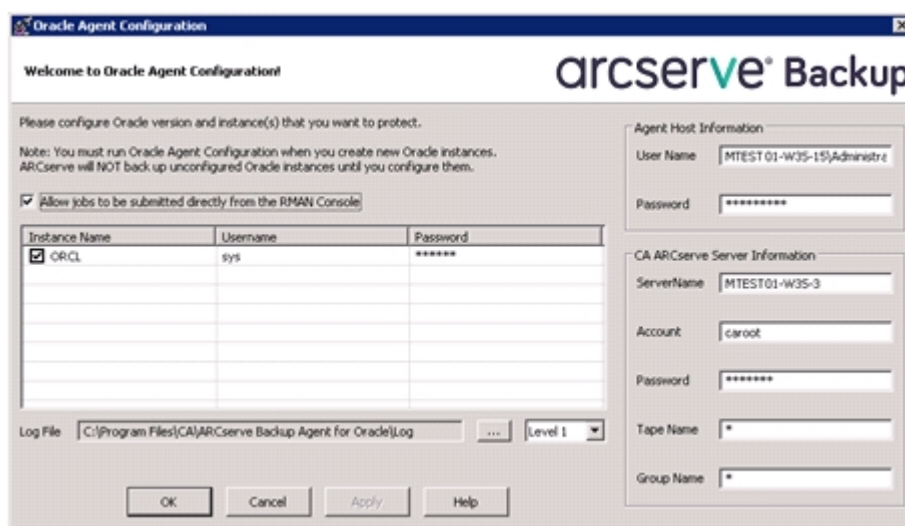 Oracle Agent Configuration
Welcome to Oracle Agent Configuration!
arcserve® Backup
Please configure Oracle version and instance(s) that you want to protect.
Note: You must run Oracle Agent Configuration when you create new Oracle instances.
ARCserve will NOT back up unconfigured Oracle instances until you configure them.
Allow jobs to be submitted directly from the RMAN Console
Instance Name Username Password
ORCL sys ******
Log File C:\Program Files\CA\ARCserve Backup Agent for Oracle\Log ... Level 1
OK Cancel Apply Help
Agent Host Information
User Name MTEST01-W3S-15\Administra
Password *********
CA ARCserve Server Information
ServerName MTEST01-W3S-3
Account caroot
Password *******
Tape Name *
Group Name *